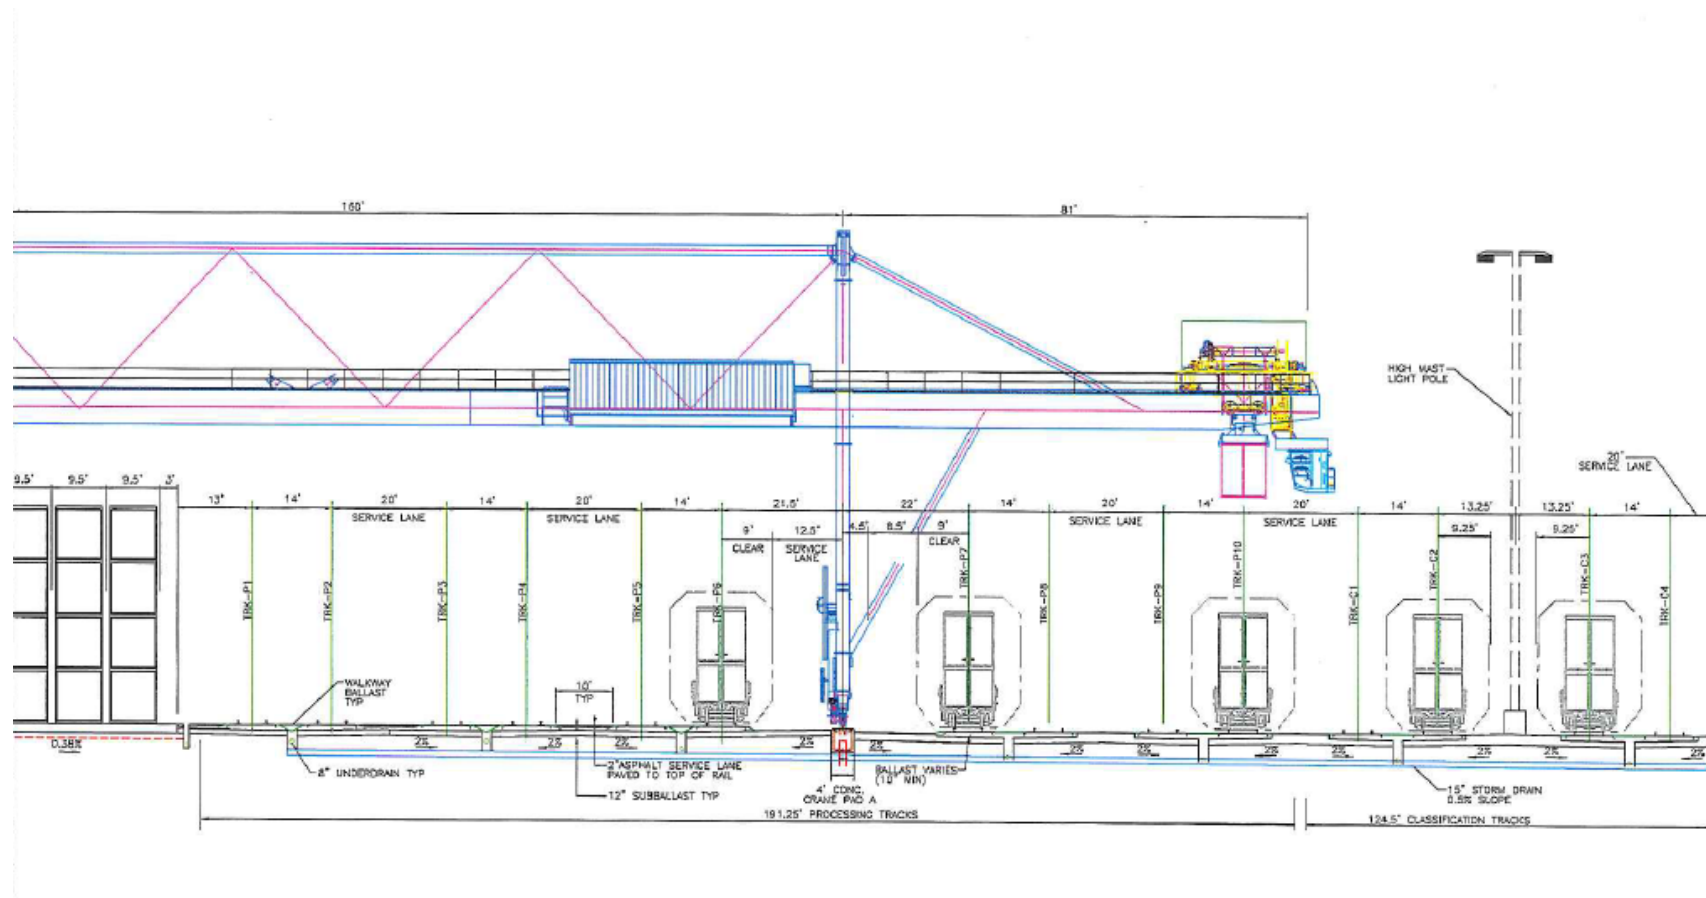 160'
81'
HIGH MAST
LIGHT POLE
20'
SERVICE LANE
9.5'
9.5'
9.5'
3'
13'
14'
20'
SERVICE LANE
14'
20'
SERVICE LANE
14'
21.5'
22'
14'
20'
SERVICE LANE
14'
26'
SERVICE LANE
14'
13.25'
13.25'
14'
9'
CLEAR
12.5'
SERVICE
LANE
4.5'
8.5'
9'
CLEAR
9.25'
9.25'
TRK-P1
TRK-P2
TRK-P3
TRK-P4
TRK-P5
TRK-P6
TRK-P7
TRK-P8
TRK-P9
TRK-P10
TRK-C1
TRK-C2
TRK-C3
TRK-C4
WALKWAY
BALLAST
TYP
10'
TYP
0.38%
2%
2%
2%
2%
2%
2%
2%
2%
2%
2%
2%
2%
8" UNDERDRAIN TYP
2"ASPHALT SERVICE LANE
PAVED TO TOP OF RAIL
12" SUBBALLAST TYP
4' CONC.
CRANE PAD A
BALLAST VARIES
(10" MIN)
15" STORM DRAIN
0.5% SLOPE
191.25' PROCESSING TRACKS
124.5' CLASSIFICATION TRACKS